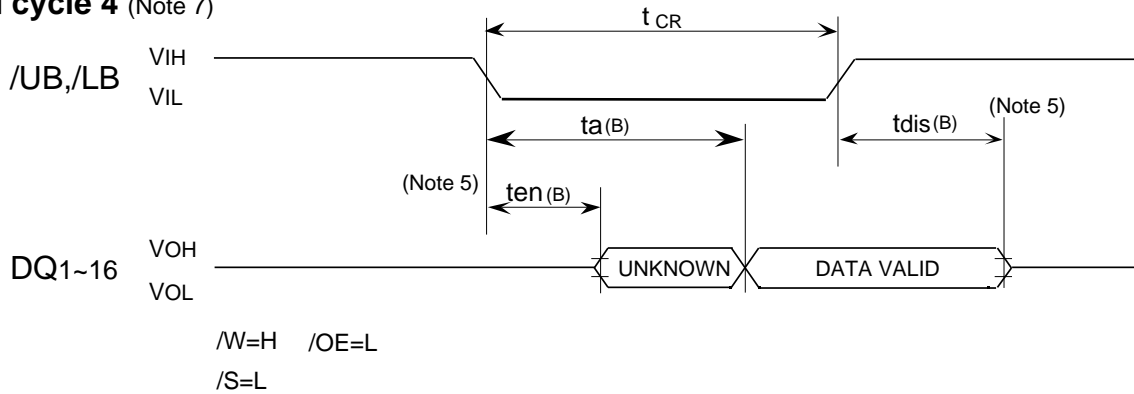 cycle 4 (Note 7)
t CR
/UB,/LB
VIH
VIL
ta(B)
tdis(B)
(Note 5)
(Note 5)
ten(B)
DQ1~16
VOH
VOL
UNKNOWN
DATA VALID
/W=H /OE=L
/S=L